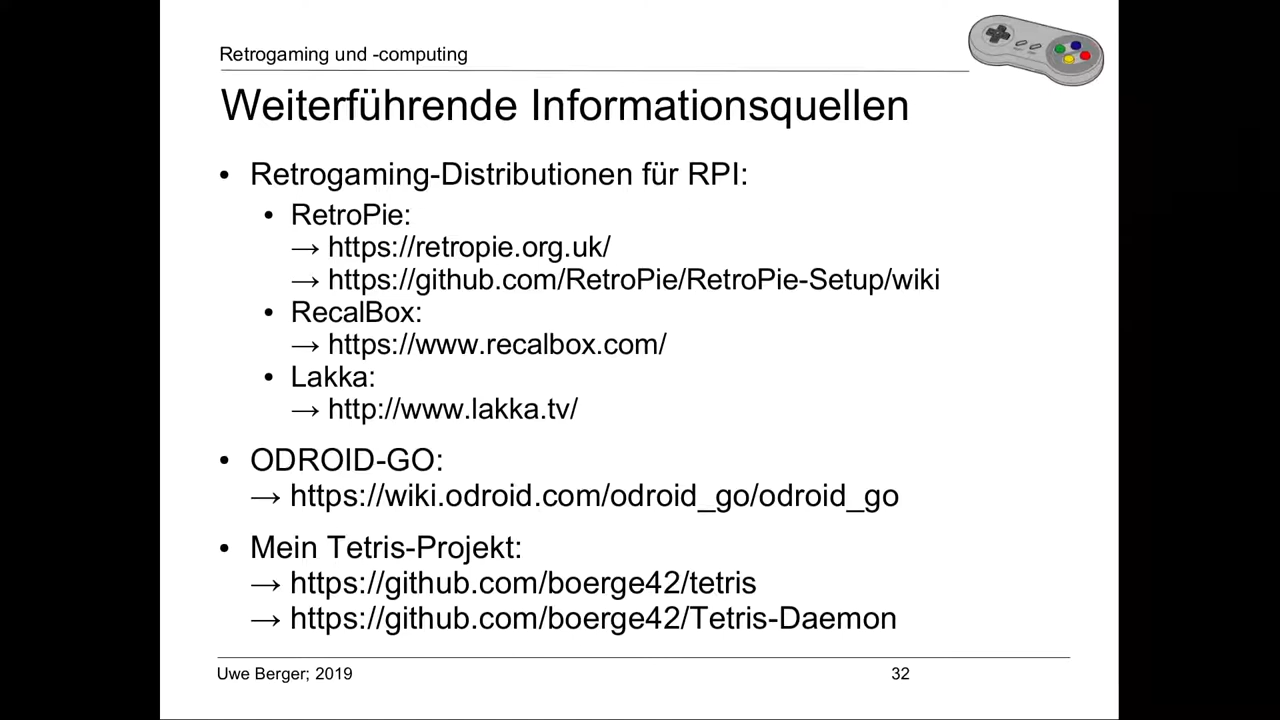 Retrogaming und -computing
Weiterführende Informationsquellen
• Retrogaming-Distributionen für RPI:
• RetroPie:
→ https://retropie.org.uk/
→ https://github.com/RetroPie/RetroPie-Setup/wiki
• RecalBox:
→ https://www.recalbox.com/
• Lakka:
→ http://www.lakka.tv/
• ODROID-GO:
→ https://wiki.odroid.com/odroid_go/odroid_go
• Mein Tetris-Projekt:
→ https://github.com/boerge42/tetris
→ https://github.com/boerge42/Tetris-Daemon
Uwe Berger; 2019 32